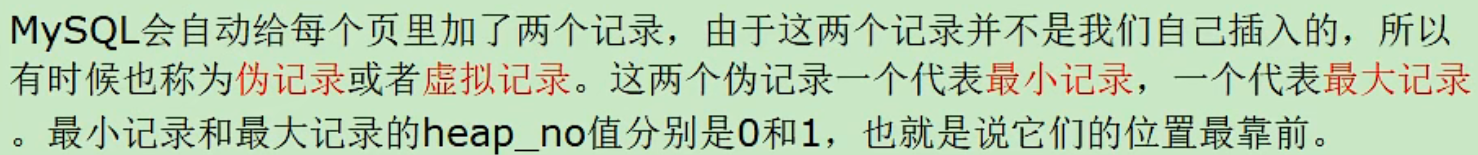 MySQL会自动给每个页里加了两个记录，由于这两个记录并不是我们自己插入的，所以
有时候也称为伪记录或者虚拟记录。这两个伪记录一个代表最小记录，一个代表最大记录
。最小记录和最大记录的heap_no值分别是0和1，也就是说它们的位置最靠前。